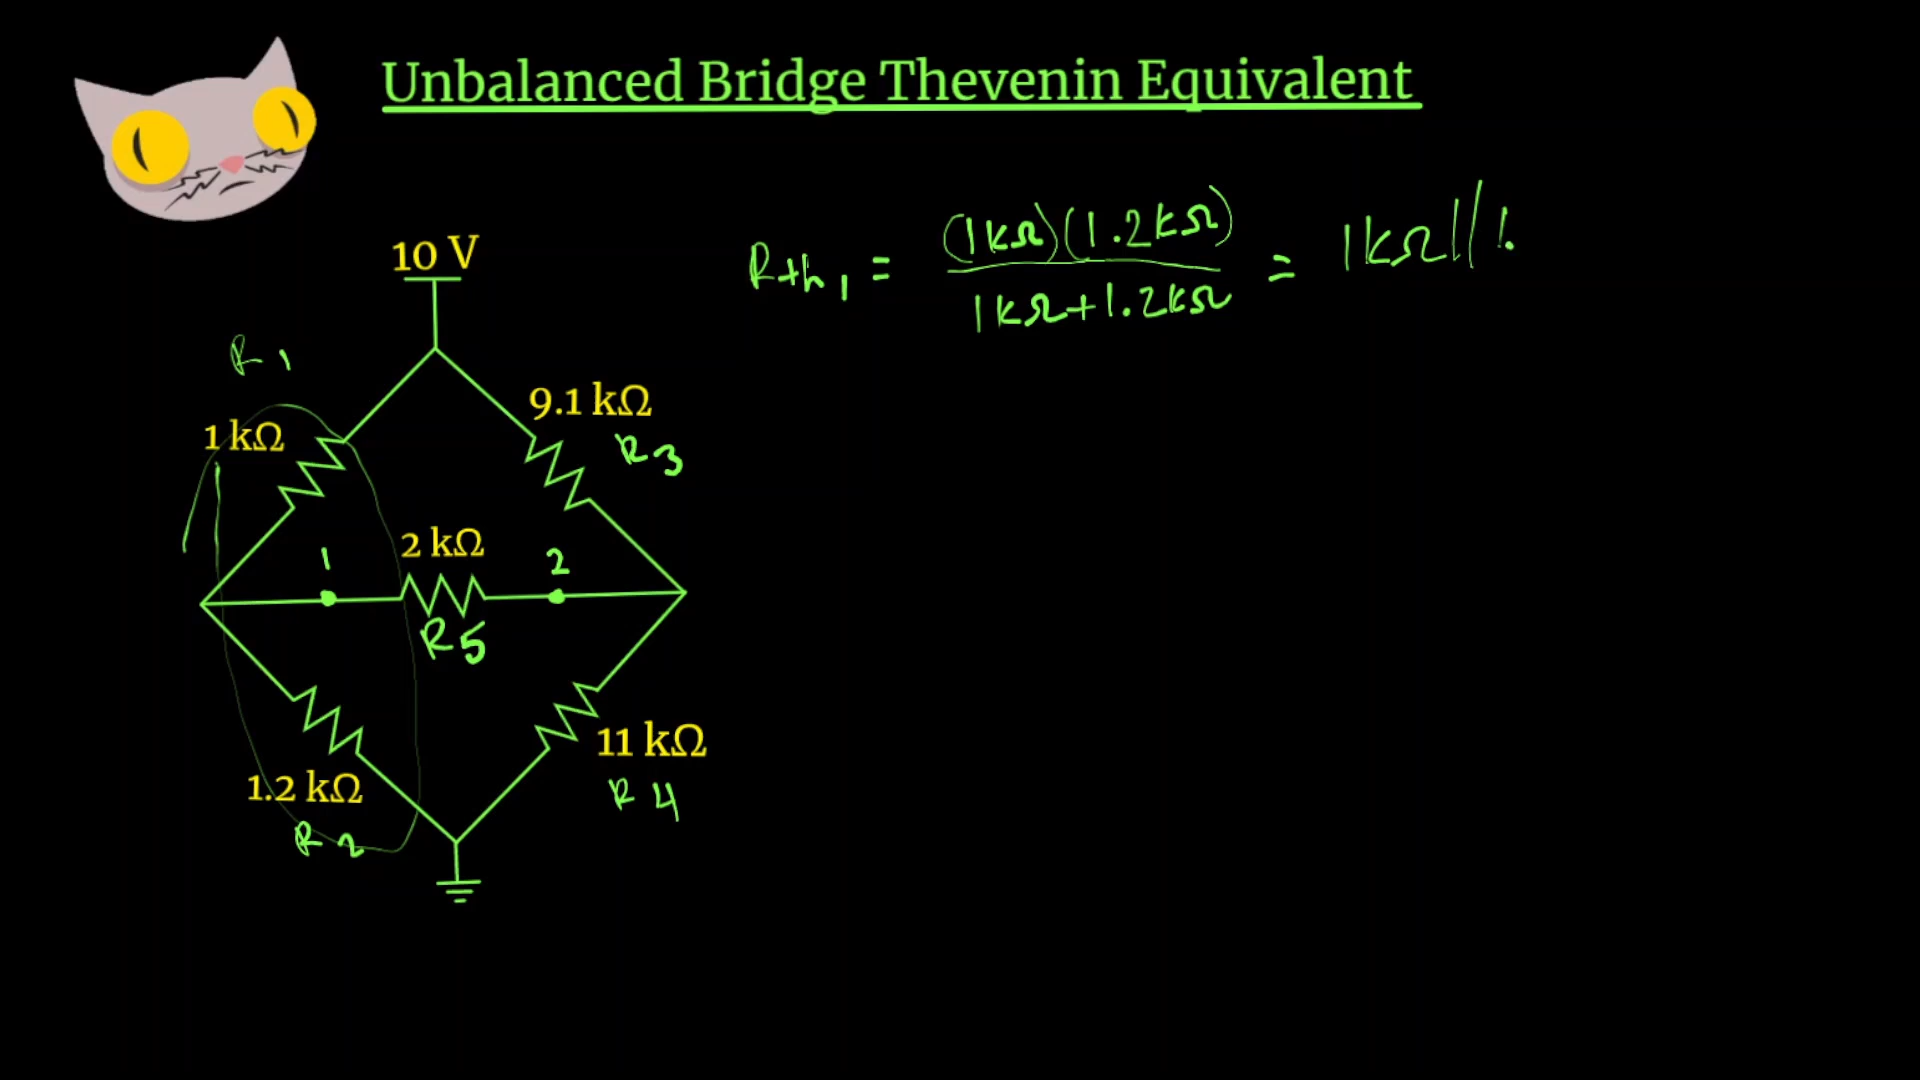 Unbalanced Bridge Thevenin Equivalent
Rth1 = (1kΩ)(1.2kΩ) / 1kΩ+1.2kΩ = 1kΩ//1.
10 V
R1
1 kΩ
9.1 kΩ
R3
1
2 kΩ
2
R5
11 kΩ
R4
1.2 kΩ
R2